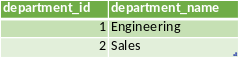 department_id department_name
1 Engineering
2 Sales